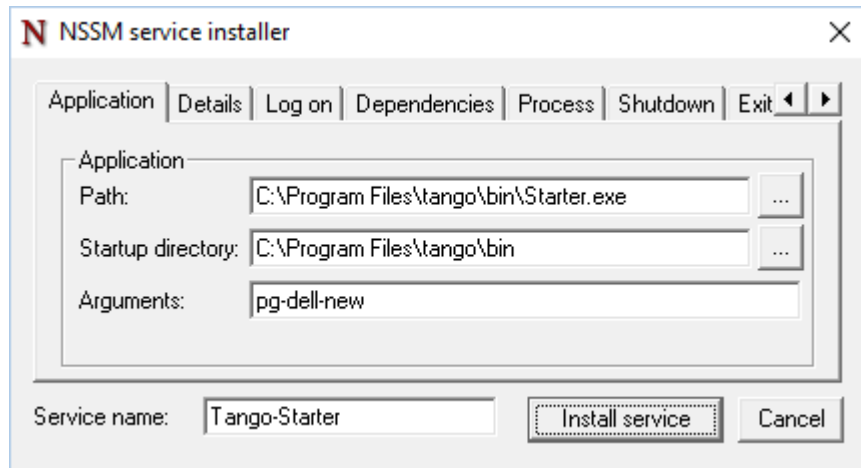 N NSSM service installer
Application Details Log on Dependencies Process Shutdown Exit
Application
Path: C:\Program Files\tango\bin\Starter.exe ...
Startup directory: C:\Program Files\tango\bin ...
Arguments: pg-dell-new
Service name: Tango-Starter Install service Cancel